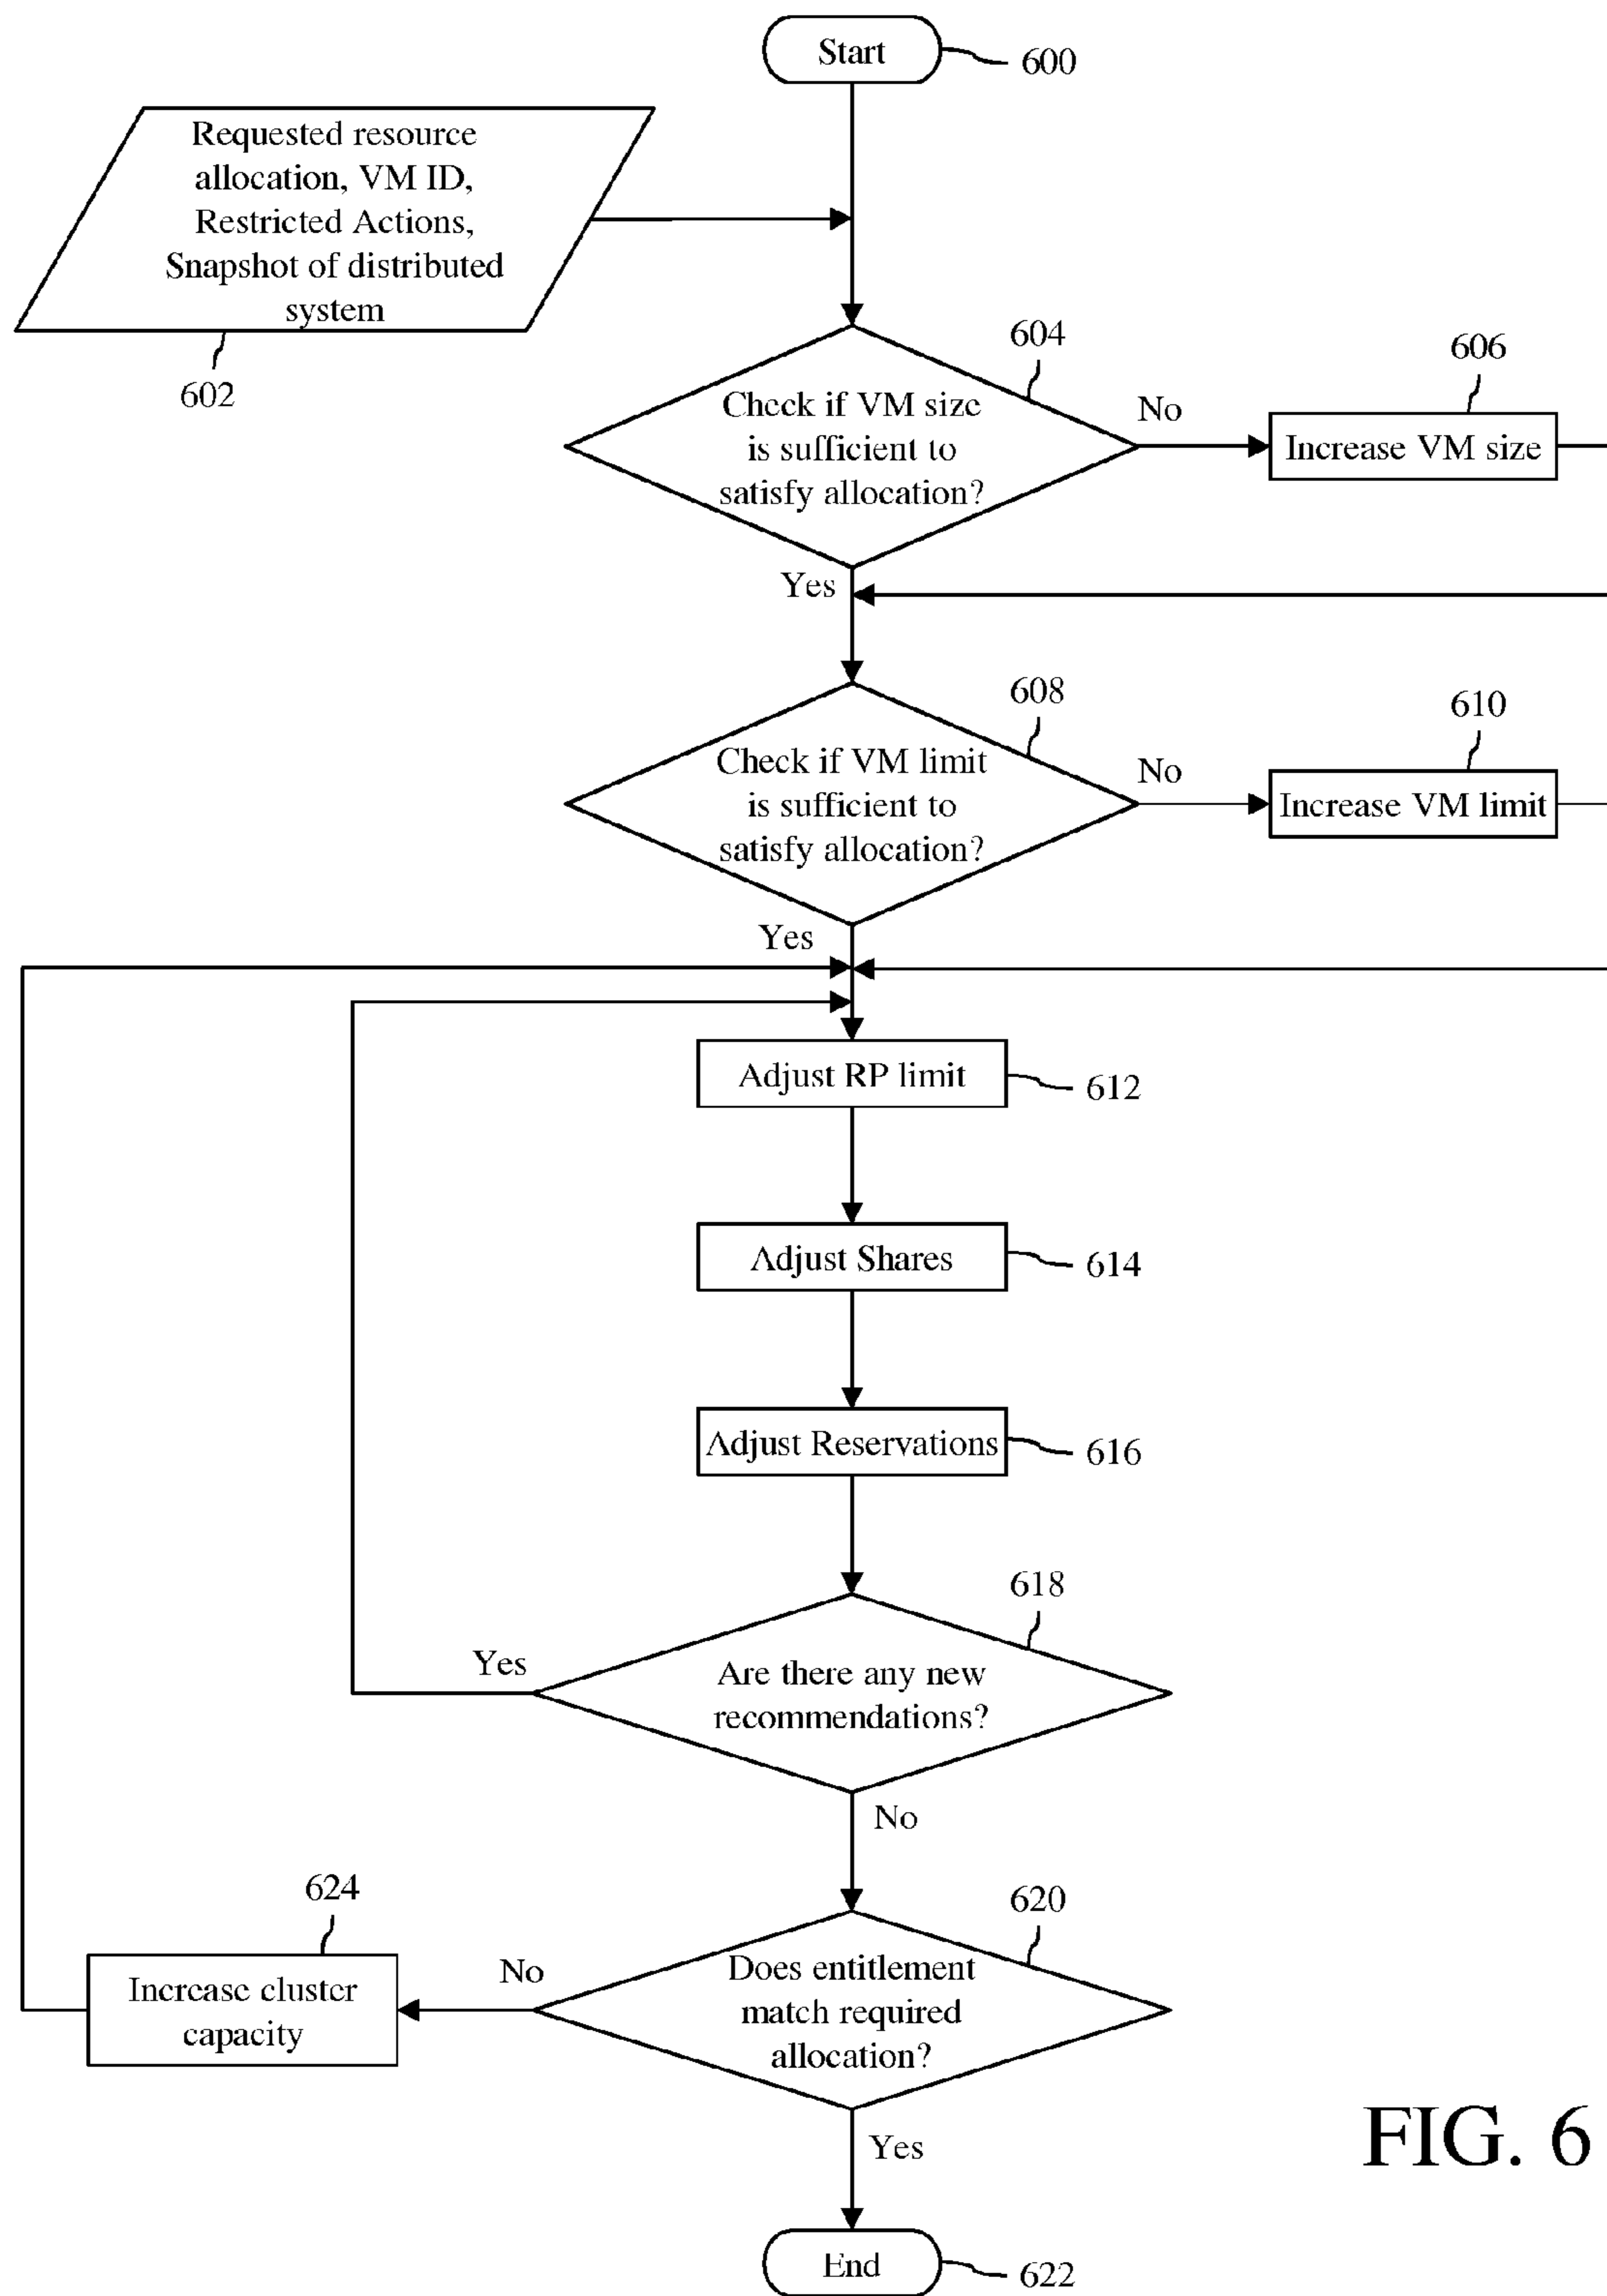 Start
600
Requested resource
allocation, VM ID,
Restricted Actions,
Snapshot of distributed
system
602
604
Check if VM size
is sufficient to
satisfy allocation?
No
606
Increase VM size
Yes
608
Check if VM limit
is sufficient to
satisfy allocation?
No
610
Increase VM limit
Yes
Adjust RP limit
612
Adjust Shares
614
Adjust Reservations
616
618
Are there any new
recommendations?
Yes
No
624
Increase cluster
capacity
No
620
Does entitlement
match required
allocation?
Yes
End
622
FIG. 6